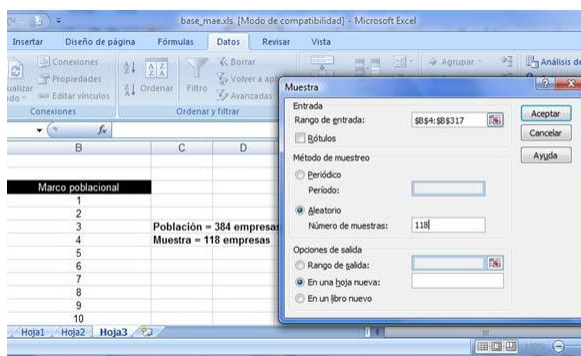 base_mae.xls [Modo de compatibilidad] - Microsoft Excel
Insertar Diseño de página Fórmulas Datos Revisar Vista
Conexiones
Propiedades
Editar vínculos
Conexiones
Ordenar
Filtro
Borrar
Volver a apl
Avanzadas
Ordenar y filtrar
Agrupar
Análisis de
fx
B C D
Marco poblacional
1
2
3
4
5
6
7
8
9
10
Población = 384 empresas
Muestra = 118 empresas
Hoja1 Hoja2 Hoja3
Muestra
Entrada
Rango de entrada: $B$4:$B$317
Rótulos
Método de muestreo
Periódico
Período:
Aleatorio
Número de muestras: 118
Opciones de salida
Rango de salida:
En una hoja nueva:
En un libro nuevo
Aceptar
Cancelar
Ayuda